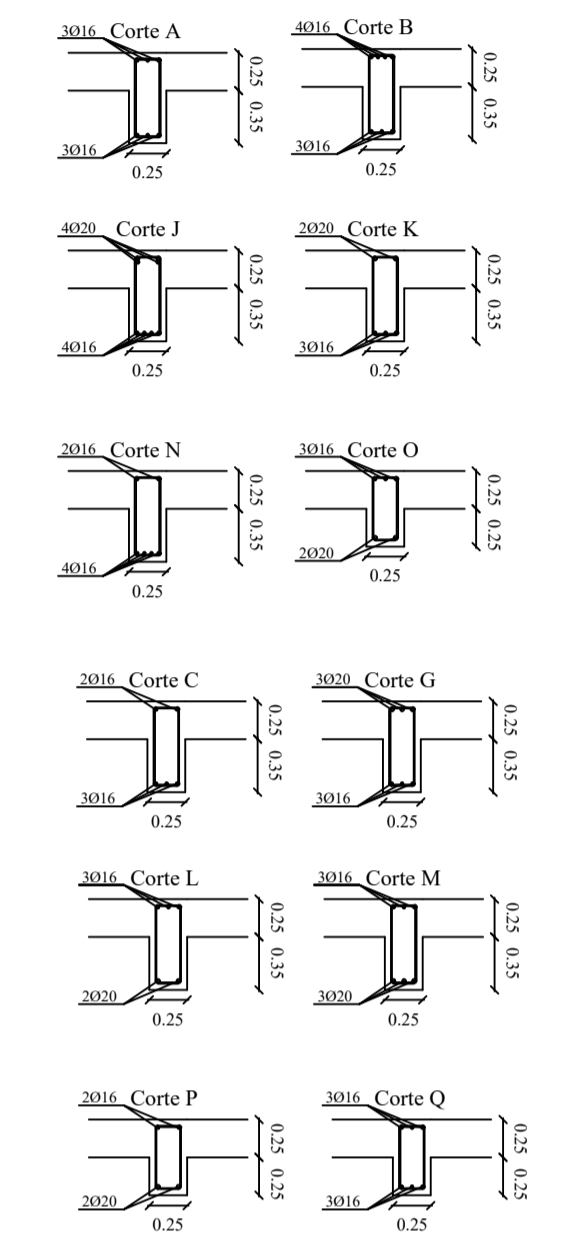 3Ø16 Corte A
0.25
0.35
3Ø16
0.25
4Ø16 Corte B
0.25
0.35
3Ø16
0.25
4Ø20 Corte J
0.25
0.35
4Ø16
0.25
2Ø20 Corte K
0.25
0.35
3Ø16
0.25
2Ø16 Corte N
0.25
0.35
4Ø16
0.25
3Ø16 Corte O
0.25
0.25
2Ø20
0.25
2Ø16 Corte C
0.25
0.35
3Ø16
0.25
3Ø20 Corte G
0.25
0.35
3Ø16
0.25
3Ø16 Corte L
0.25
0.35
2Ø20
0.25
3Ø16 Corte M
0.25
0.35
3Ø20
0.25
2Ø16 Corte P
0.25
0.25
2Ø20
0.25
3Ø16 Corte Q
0.25
0.25
3Ø16
0.25